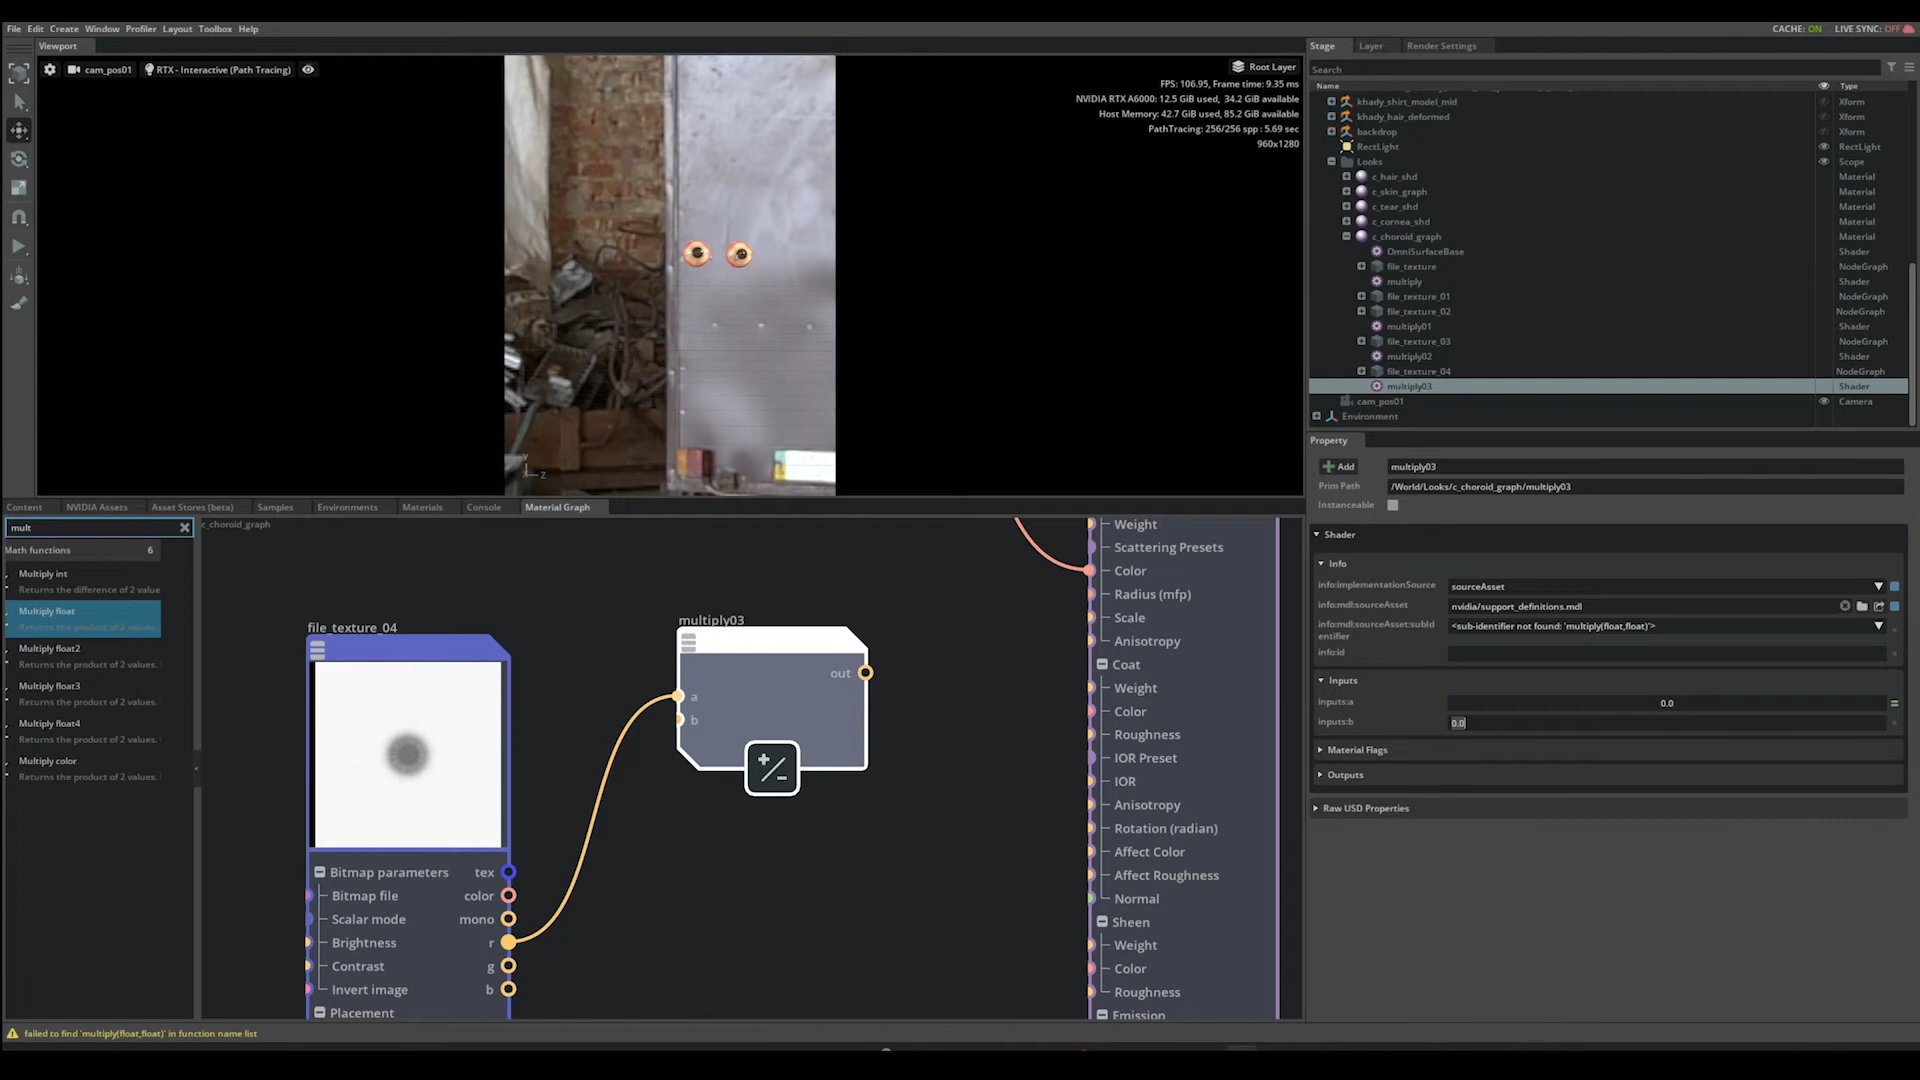 File Edit Create Window Profiler Layout Toolbox Help
CACHE: ON LIVE SYNC: OFF
Viewport
cam_pos01 RTX - Interactive (Path Tracing)
Root Layer
FPS: 106.95, Frame time: 9.35 ms
NVIDIA RTX A6000: 12.5 GiB used, 34.2 GiB available
Host Memory: 42.7 GiB used, 85.2 GiB available
PathTracing: 256/256 spp : 5.69 sec
960x1280
Y
Z
Stage Layer Render Settings
Search
Name Type
khady_shirt_model_mid Xform
khady_hair_deformed Xform
backdrop Xform
RectLight RectLight
Looks Scope
c_hair_shd Material
c_skin_graph Material
c_tear_shd Material
c_cornea_shd Material
c_choroid_graph Material
OmniSurfaceBase Shader
file_texture NodeGraph
multiply Shader
file_texture_01 NodeGraph
file_texture_02 NodeGraph
multiply01 Shader
file_texture_03 NodeGraph
multiply02 Shader
file_texture_04 NodeGraph
multiply03 Shader
cam_pos01 Camera
Environment
Property
Add multiply03
Prim Path /World/Looks/c_choroid_graph/multiply03
Instanceable
Shader
Info
info:implementationSource sourceAsset
info:mdl:sourceAsset nvidia/support_definitions.mdl
info:mdl:sourceAsset:subId
entifier <sub-identifier not found: 'multiply(float,float)'>
info:id
Inputs
inputs:a 0.0
inputs:b 0.0
Material Flags
Outputs
Raw USD Properties
Content NVIDIA Assets Asset Stores (beta) Samples Environments Materials Console Material Graph
mult
c_choroid_graph
Math functions 6
Multiply int
Returns the difference of 2 value
Multiply float
Returns the product of 2 values.
Multiply float2
Returns the product of 2 values.
Multiply float3
Returns the product of 2 values.
Multiply float4
Returns the product of 2 values.
Multiply color
Returns the product of 2 values.
file_texture_04
Bitmap parameters tex
Bitmap file color
Scalar mode mono
Brightness r
Contrast g
Invert image b
Placement
multiply03
out
a
b
Weight
Scattering Presets
Color
Radius (mfp)
Scale
Anisotropy
Coat
Weight
Color
Roughness
IOR Preset
IOR
Anisotropy
Rotation (radian)
Affect Color
Affect Roughness
Normal
Sheen
Weight
Color
Roughness
Emission
failed to find 'multiply(float,float)' in function name list